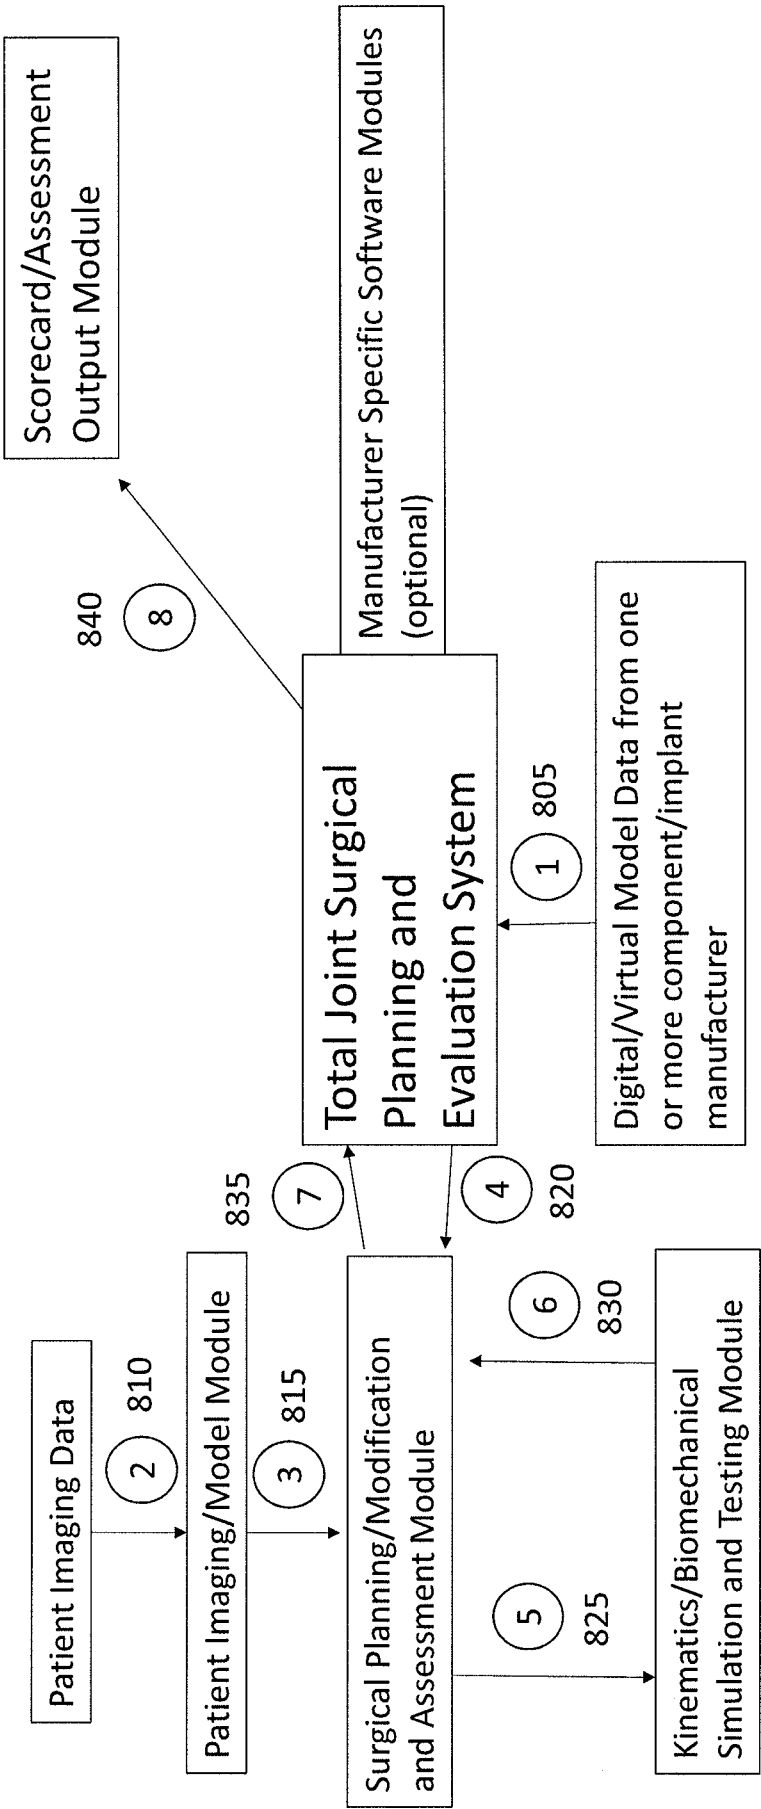 Patient Imaging Data
2
810
Patient Imaging/Model Module
3
815
Surgical Planning/Modification
and Assessment Module
5
825
6
830
Kinematics/Biomechanical
Simulation and Testing Module
835
7
4
820
Total Joint Surgical
Planning and
Evaluation System
1
805
Digital/Virtual Model Data from one
or more component/implant
manufacturer
840
8
Manufacturer Specific Software Modules
(optional)
Scorecard/Assessment
Output Module